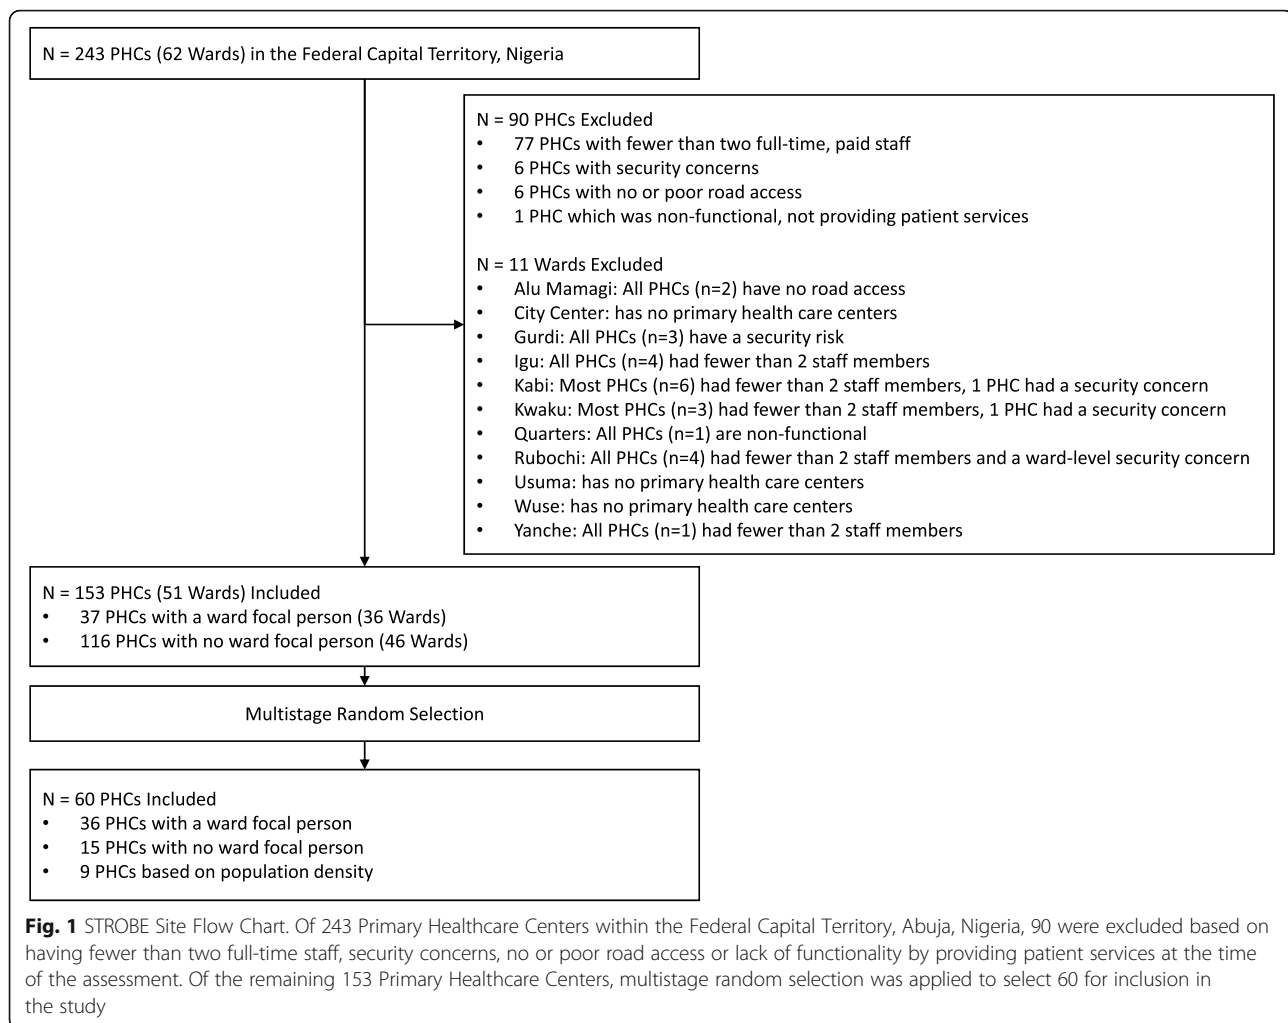 N = 243 PHCs (62 Wards) in the Federal Capital Territory, Nigeria
N = 90 PHCs Excluded
• 77 PHCs with fewer than two full-time, paid staff
• 6 PHCs with security concerns
• 6 PHCs with no or poor road access
• 1 PHC which was non-functional, not providing patient services
N = 11 Wards Excluded
• Alu Mamagi: All PHCs (n=2) have no road access
• City Center: has no primary health care centers
• Gurdi: All PHCs (n=3) have a security risk
• Igu: All PHCs (n=4) had fewer than 2 staff members
• Kabi: Most PHCs (n=6) had fewer than 2 staff members, 1 PHC had a security concern
• Kwaku: Most PHCs (n=3) had fewer than 2 staff members, 1 PHC had a security concern
• Quarters: All PHCs (n=1) are non-functional
• Rubochi: All PHCs (n=4) had fewer than 2 staff members and a ward-level security concern
• Usuma: has no primary health care centers
• Wuse: has no primary health care centers
• Yanche: All PHCs (n=1) had fewer than 2 staff members
N = 153 PHCs (51 Wards) Included
• 37 PHCs with a ward focal person (36 Wards)
• 116 PHCs with no ward focal person (46 Wards)
Multistage Random Selection
N = 60 PHCs Included
• 36 PHCs with a ward focal person
• 15 PHCs with no ward focal person
• 9 PHCs based on population density
Fig. 1 STROBE Site Flow Chart. Of 243 Primary Healthcare Centers within the Federal Capital Territory, Abuja, Nigeria, 90 were excluded based on
having fewer than two full-time staff, security concerns, no or poor road access or lack of functionality by providing patient services at the time
of the assessment. Of the remaining 153 Primary Healthcare Centers, multistage random selection was applied to select 60 for inclusion in
the study